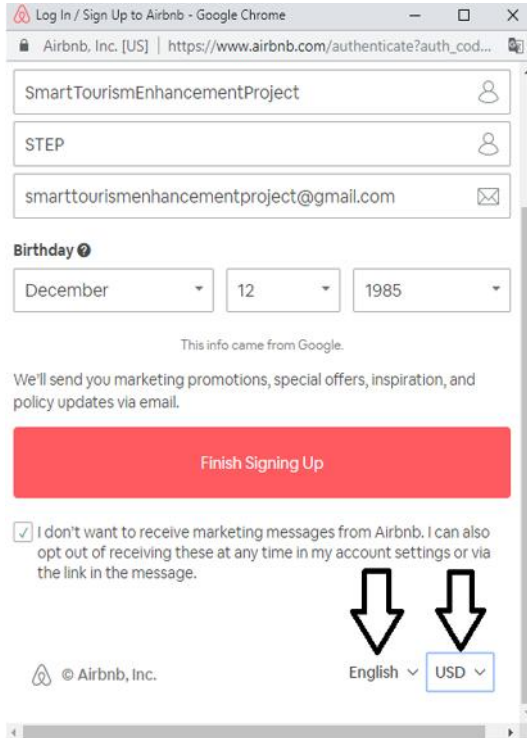 Log In / Sign Up to Airbnb - Google Chrome
Airbnb, Inc. [US] | https://www.airbnb.com/authenticate?auth_cod...
SmartTourismEnhancementProject
STEP
smarttourismenhancementproject@gmail.com
Birthday
December 12 1985
This info came from Google.
We'll send you marketing promotions, special offers, inspiration, and
policy updates via email.
Finish Signing Up
I don't want to receive marketing messages from Airbnb. I can also
opt out of receiving these at any time in my account settings or via
the link in the message.
© Airbnb, Inc. English USD